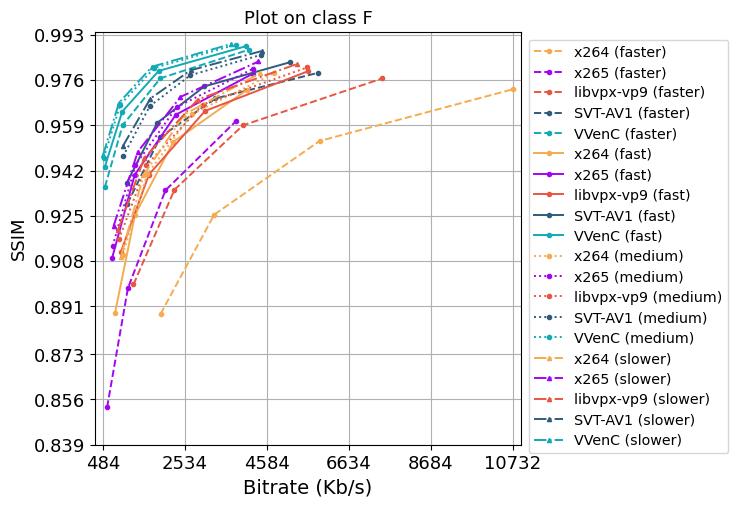 Plot on class F
0.993
0.976
0.959
0.942
0.925
0.908
0.891
0.873
0.856
0.839
SSIM
484 2534 4584 6634 8684 10732
Bitrate (Kb/s)
x264 (faster)
x265 (faster)
libvpx-vp9 (faster)
SVT-AV1 (faster)
VVenC (faster)
x264 (fast)
x265 (fast)
libvpx-vp9 (fast)
SVT-AV1 (fast)
VVenC (fast)
x264 (medium)
x265 (medium)
libvpx-vp9 (medium)
SVT-AV1 (medium)
VVenC (medium)
x264 (slower)
x265 (slower)
libvpx-vp9 (slower)
SVT-AV1 (slower)
VVenC (slower)